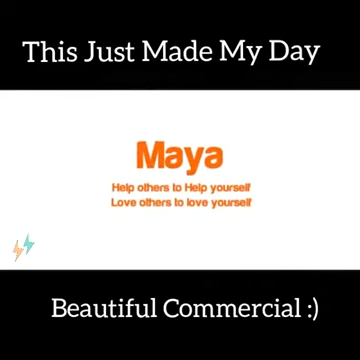 This Just Made My Day
Maya
Help others to Help yourself
Love others to love yourself
Beautiful Commercial :)